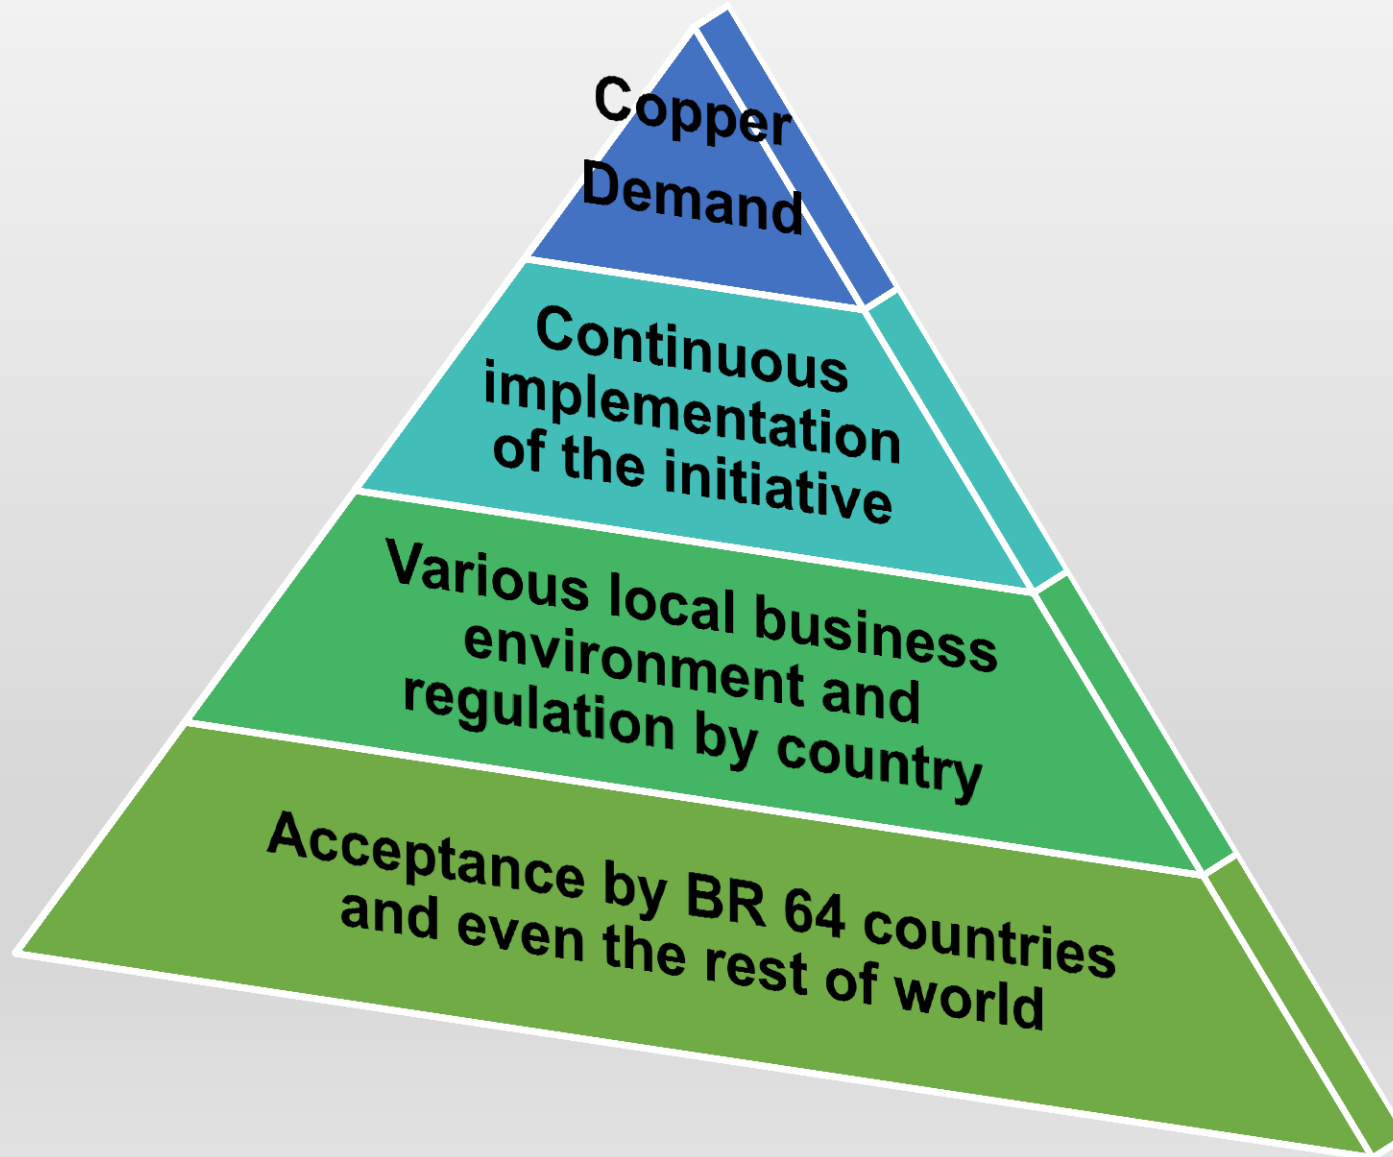 Copper
Demand
Continuous
implementation
of the initiative
Various local business
environment and
regulation by country
Acceptance by BR 64 countries
and even the rest of world